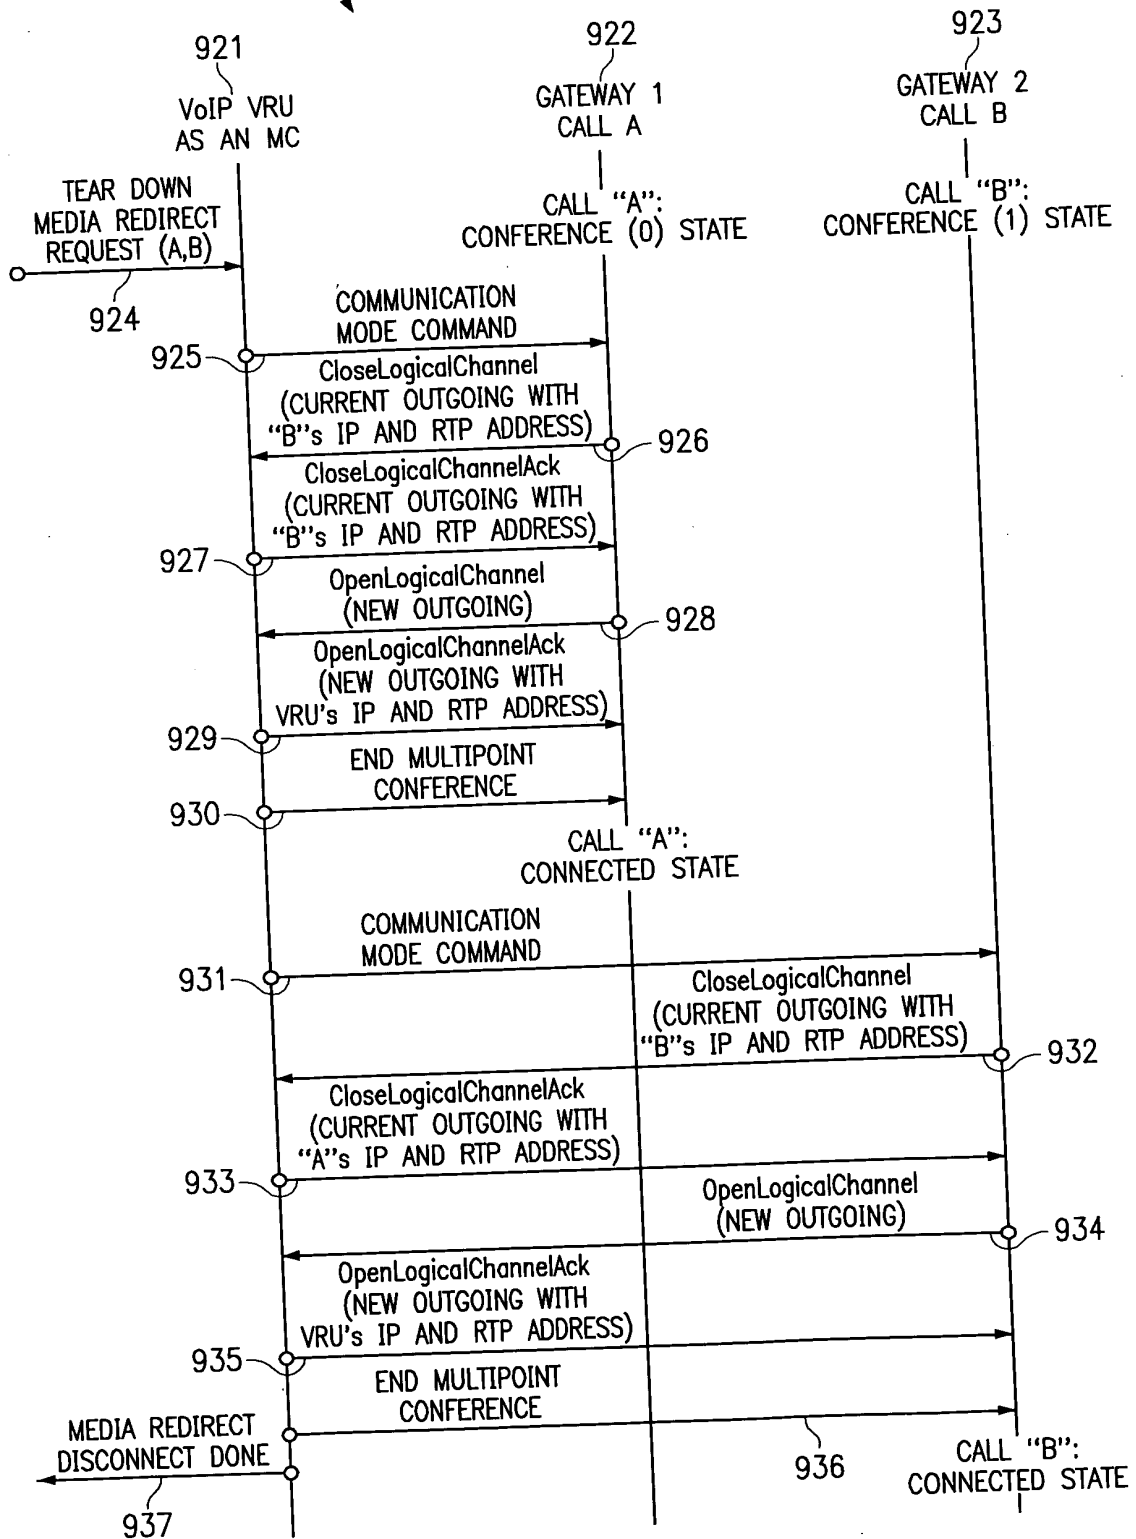 921
922
923
VoIP VRU
AS AN MC
GATEWAY 1
CALL A
GATEWAY 2
CALL B
TEAR DOWN
MEDIA REDIRECT
REQUEST (A,B)
924
CALL "A":
CONFERENCE (0) STATE
CALL "B":
CONFERENCE (1) STATE
COMMUNICATION
MODE COMMAND
925
CloseLogicalChannel
(CURRENT OUTGOING WITH
"B"s IP AND RTP ADDRESS)
926
CloseLogicalChannelAck
(CURRENT OUTGOING WITH
"B"s IP AND RTP ADDRESS)
927
OpenLogicalChannel
(NEW OUTGOING)
928
OpenLogicalChannelAck
(NEW OUTGOING WITH
VRU's IP AND RTP ADDRESS)
929
END MULTIPOINT
CONFERENCE
930
CALL "A":
CONNECTED STATE
COMMUNICATION
MODE COMMAND
931
CloseLogicalChannel
(CURRENT OUTGOING WITH
"B"s IP AND RTP ADDRESS)
932
CloseLogicalChannelAck
(CURRENT OUTGOING WITH
"A"s IP AND RTP ADDRESS)
933
OpenLogicalChannel
(NEW OUTGOING)
934
OpenLogicalChannelAck
(NEW OUTGOING WITH
VRU's IP AND RTP ADDRESS)
935
END MULTIPOINT
CONFERENCE
936
MEDIA REDIRECT
DISCONNECT DONE
937
CALL "B":
CONNECTED STATE